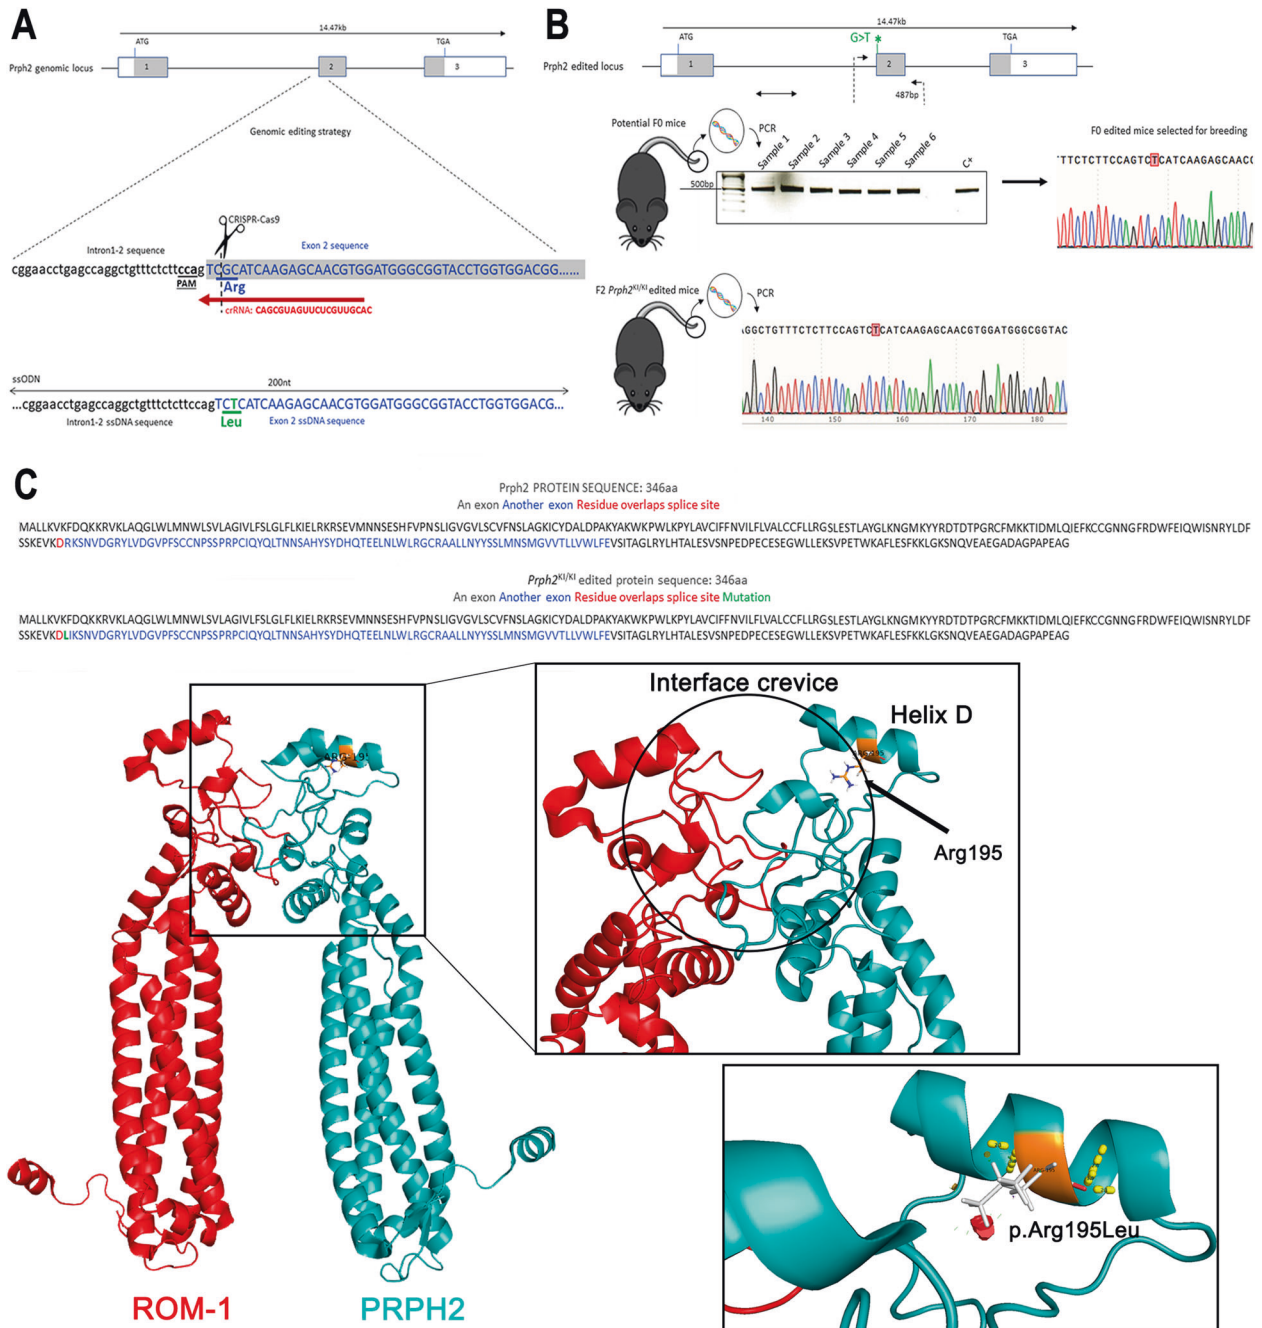 A
14.47kb
ATG
TGA
Prph2 genomic locus
1
2
3
Genomic editing strategy
CRISPR-Cas9
Intron1-2 sequence
Exon 2 sequence
cggaacctgagccaggctgtttctcttccagTCGCATCAAGAGCAACGTGGATGGGCGGTACCTGGTGGACGG......
PAM
Arg
crRNA: CAGCGUAGUUCUCGUUGCAC
ssODN
200nt
...cggaacctgagccaggctgtttctcttccagTCTCATCAAGAGCAACGTGGATGGGCGGTACCTGGTGGACG...
Intron1-2 ssDNA sequence
Leu
Exon 2 ssDNA sequence
B
14.47kb
G>T *
ATG
TGA
Prph2 edited locus
1
2
3
487bp
Potential F0 mice
PCR
Sample 1
Sample 2
Sample 3
Sample 4
Sample 5
Sample 6
C+
500bp
F0 edited mice selected for breeding
TTCTCTTCCAGTCTCATCAAGAGCAACG
F2 Prph2KI/KI edited mice
PCR
GGCTGTTTCTCTTCCAGTCTCATCAAGAGCAACGTGGATGGGCGGTAC
140
150
160
170
180
C
Prph2 PROTEIN SEQUENCE: 346aa
An exon Another exon Residue overlaps splice site
MALLKVKFDQKKRVKLAQGLWLMNWLSVLAGIVLFSLGLFLKIELRKRSEVMNNSESHFVPNSLIGVGVLSCVFNSLAGKICYDALDPAKYAKWKPWLKPYLAVCIFFNVILFLVALCCFLLRGSLESTLAYGLKNGMKYYRDTDTPGRCFMKKTIDMLQIEFKCCGNNGFRDWFEIQWISNRYLDF
SSKEVKDRIKSNVDGRYLVDGVPFSCCNPSSPRPCIQYQLTNNSAHYSYDHQTEELNLWLRGCRAALLNYYSSLMNSMGVVTLLVWLFEVSITAGLRYLHTALESVSNPEDPECESEGWLLEKSVPETWKAFLESFKKLGKSNQVEAEGADAGPAPEAG
Prph2KI/KI edited protein sequence: 346aa
An exon Another exon Residue overlaps splice site Mutation
MALLKVKFDQKKRVKLAQGLWLMNWLSVLAGIVLFSLGLFLKIELRKRSEVMNNSESHFVPNSLIGVGVLSCVFNSLAGKICYDALDPAKYAKWKPWLKPYLAVCIFFNVILFLVALCCFLLRGSLESTLAYGLKNGMKYYRDTDTPGRCFMKKTIDMLQIEFKCCGNNGFRDWFEIQWISNRYLDF
SSKEVKDLIKSNVDGRYLVDGVPFSCCNPSSPRPCIQYQLTNNSAHYSYDHQTEELNLWLRGCRAALLNYYSSLMNSMGVVTLLVWLFEVSITAGLRYLHTALESVSNPEDPECESEGWLLEKSVPETWKAFLESFKKLGKSNQVEAEGADAGPAPEAG
Interface crevice
Helix D
ARG 195
Arg195
p.Arg195Leu
ROM-1
PRPH2